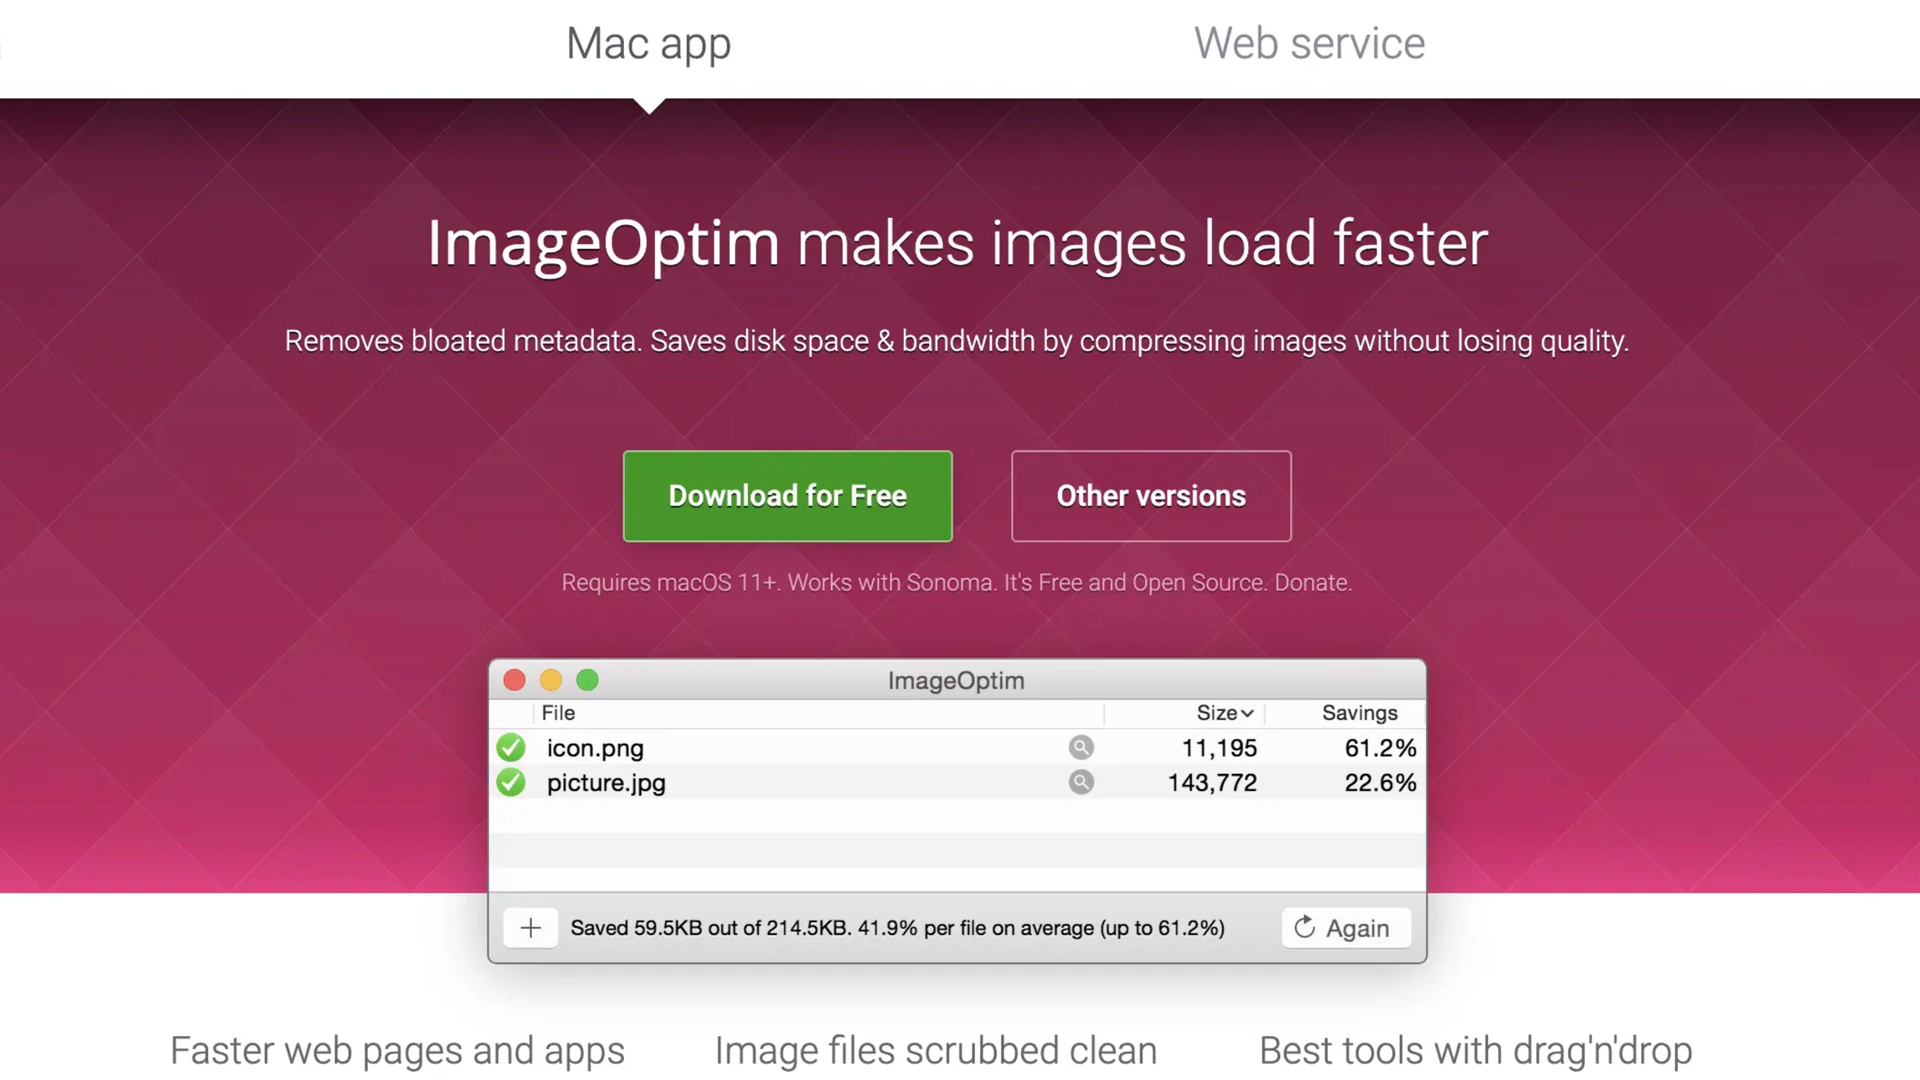 Mac app
Web service
ImageOptim makes images load faster
Removes bloated metadata. Saves disk space & bandwidth by compressing images without losing quality.
Download for Free
Other versions
Requires macOS 11+. Works with Sonoma. It's Free and Open Source. Donate.
ImageOptim
File Size Savings
icon.png 11,195 61.2%
picture.jpg 143,772 22.6%
Saved 59.5KB out of 214.5KB. 41.9% per file on average (up to 61.2%)
Again
Faster web pages and apps
Image files scrubbed clean
Best tools with drag'n'drop